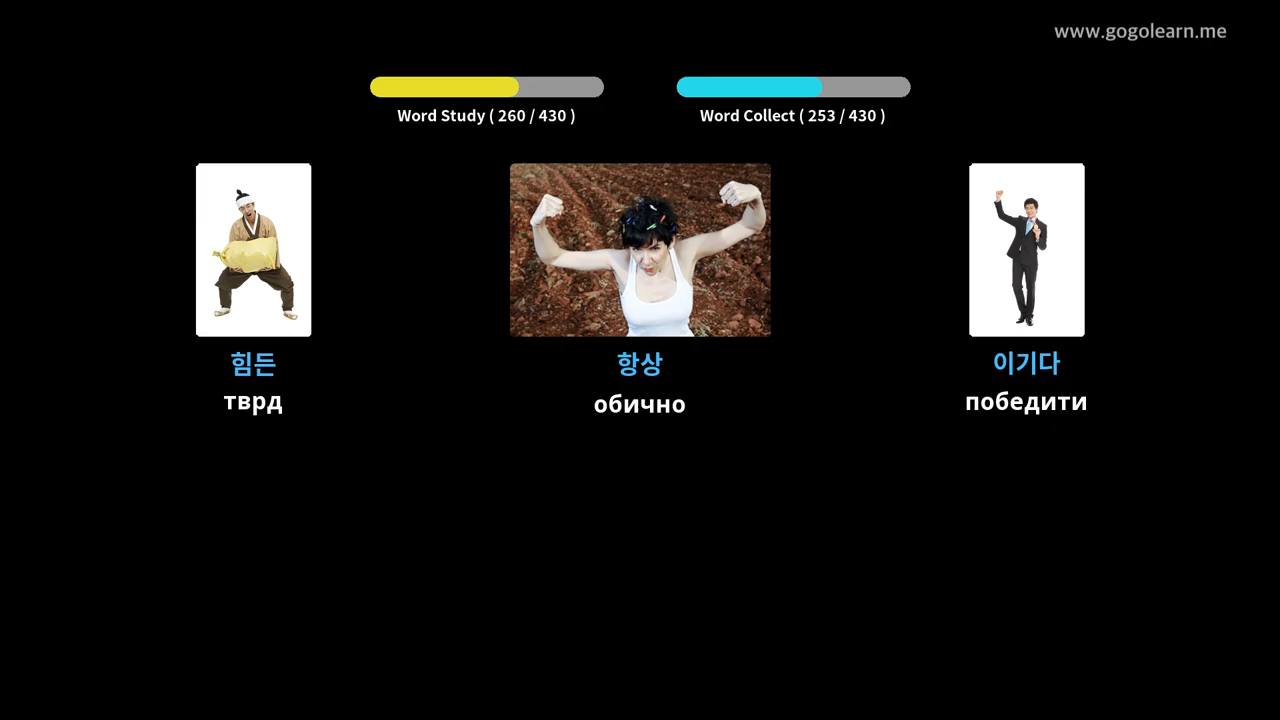 www.gogolearn.me
Word Study ( 260 / 430 )
Word Collect ( 253 / 430 )
힘든
항상
이기다
тврд
обично
победити